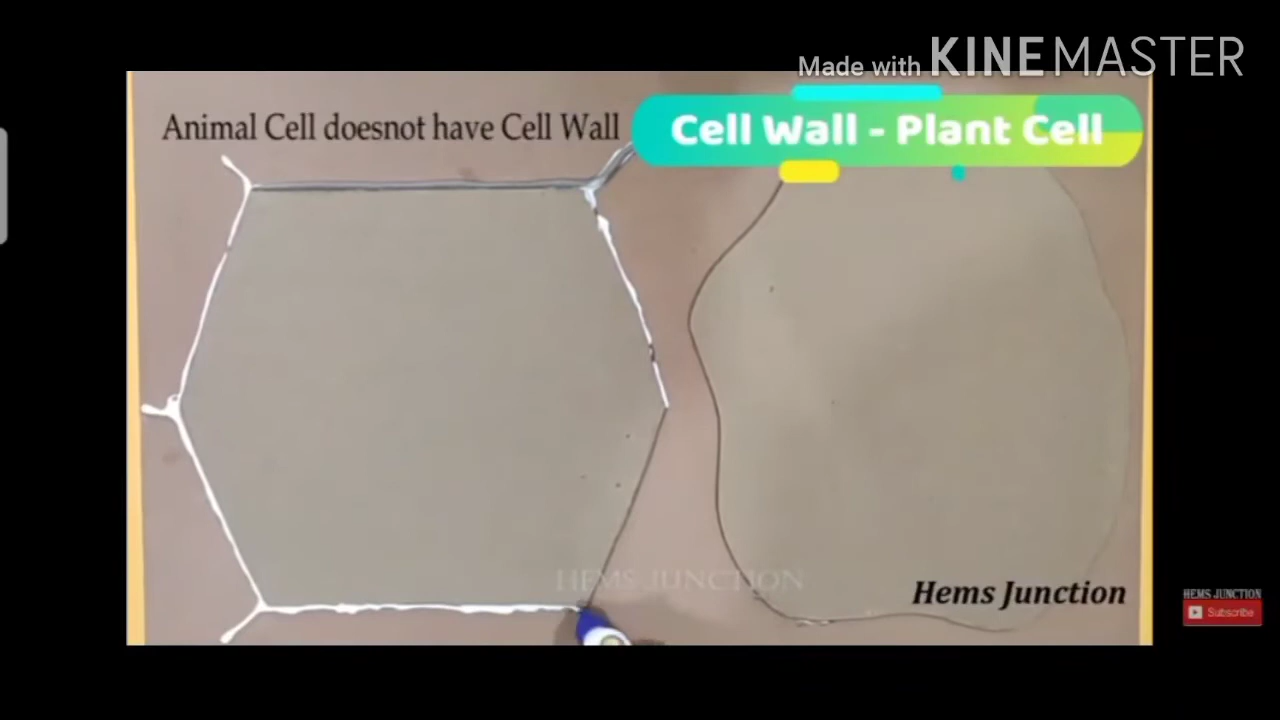 Made with KINEMASTER
Animal Cell doesnot have Cell Wall
Cell Wall - Plant Cell
HEMS JUNCTION
Hems Junction
HEMS JUNCTION
Subscribe